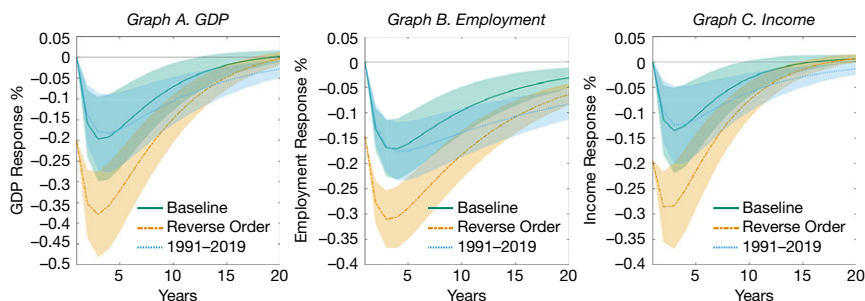 Graph A. GDP
0.05
0
−0.05
−0.1
−0.15
−0.2
−0.25
−0.3
−0.35
−0.4
−0.45
−0.5
GDP Response %
Baseline
Reverse Order
1991–2019
5 10 15 20
Years
Graph B. Employment
0.05
0
−0.05
−0.1
−0.15
−0.2
−0.25
−0.3
−0.35
−0.4
Employment Response %
Baseline
Reverse Order
1991–2019
5 10 15 20
Years
Graph C. Income
0.05
0
−0.05
−0.1
−0.15
−0.2
−0.25
−0.3
−0.35
−0.4
Income Response %
Baseline
Reverse Order
1991–2019
5 10 15 20
Years